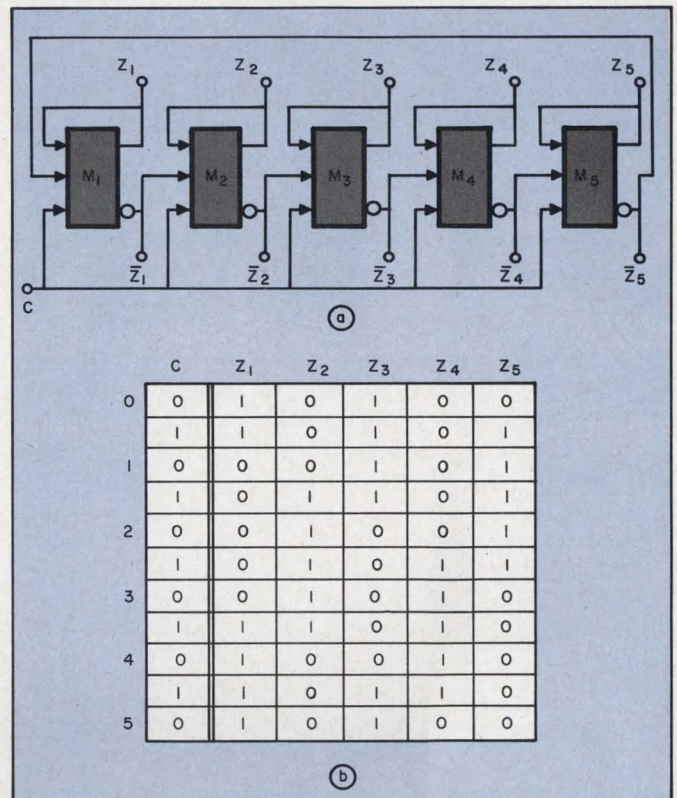 Z1 Z2 Z3 Z4 Z5
M1 M2 M3 M4 M5
Z̄1 Z̄2 Z̄3 Z̄4 Z̄5
C
a
C Z1 Z2 Z3 Z4 Z5
0 0 1 0 1 0 0
1 1 0 1 0 1
1 0 0 0 1 0 1
1 0 1 1 0 1
2 0 0 1 0 0 1
1 0 1 0 1 1
3 0 0 1 0 1 0
1 1 1 0 1 0
4 0 1 0 0 1 0
1 1 0 1 1 0
5 0 1 0 1 0 0
b